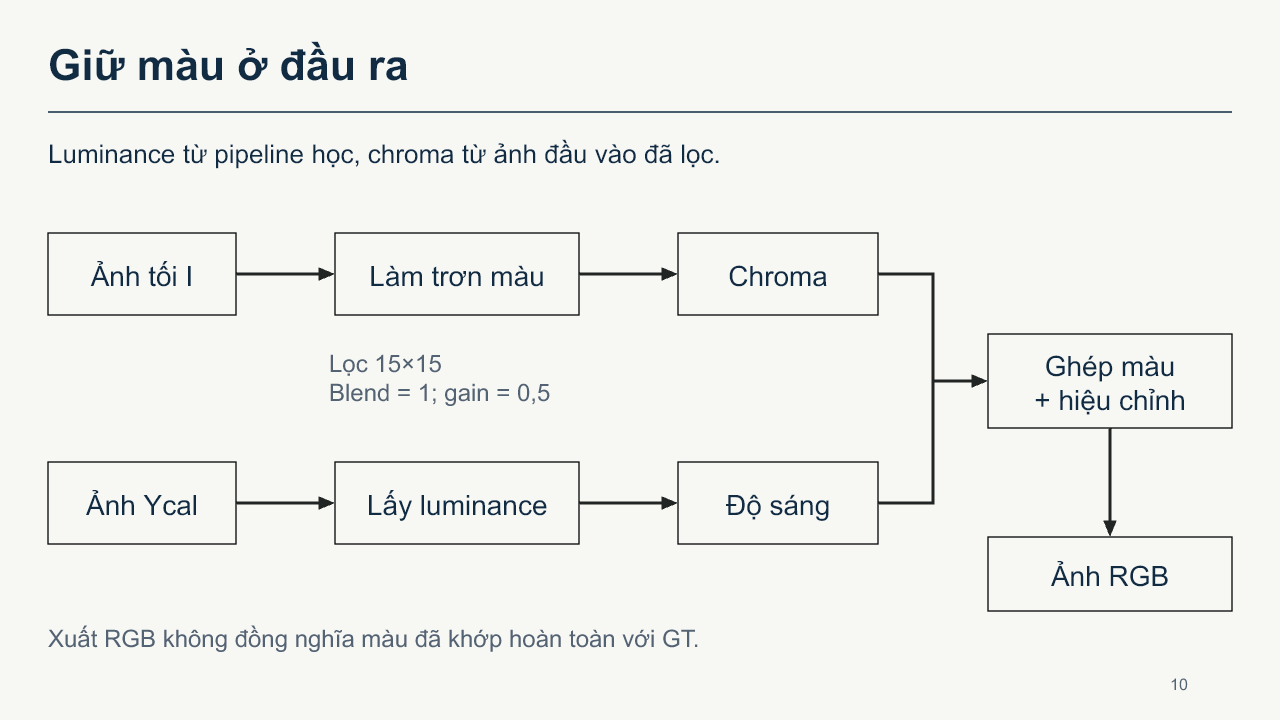 Giữ màu ở đầu ra
Luminance từ pipeline học, chroma từ ảnh đầu vào đã lọc.
Ảnh tối I
Làm trơn màu
Chroma
Lọc 15×15
Blend = 1; gain = 0,5
Ghép màu
+ hiệu chỉnh
Ảnh Ycal
Lấy luminance
Độ sáng
Ảnh RGB
Xuất RGB không đồng nghĩa màu đã khớp hoàn toàn với GT.
10